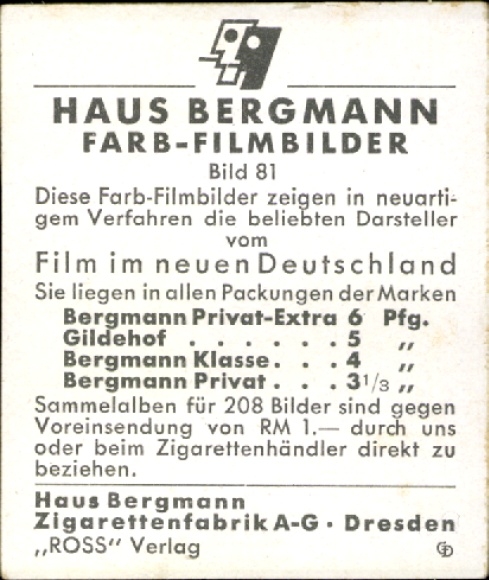 HAUS BERGMANN
FARB-FILMBILDER
Bild 81
Diese Farb-Filmbilder zeigen in neuarti-
gem Verfahren die beliebten Darsteller
vom
Film im neuen Deutschland
Sie liegen in allen Packungen der Marken
Bergmann Privat-Extra 6 Pfg.
Gildehof . . . . . . 5 „
Bergmann Klasse. . . 4 „
Bergmann Privat . . . 3 1/3 „
Sammelalben für 208 Bilder sind gegen
Voreinsendung von RM 1.— durch uns
oder beim Zigarettenhändler direkt zu
beziehen.
Haus Bergmann
Zigarettenfabrik A-G · Dresden
„ROSS“ Verlag